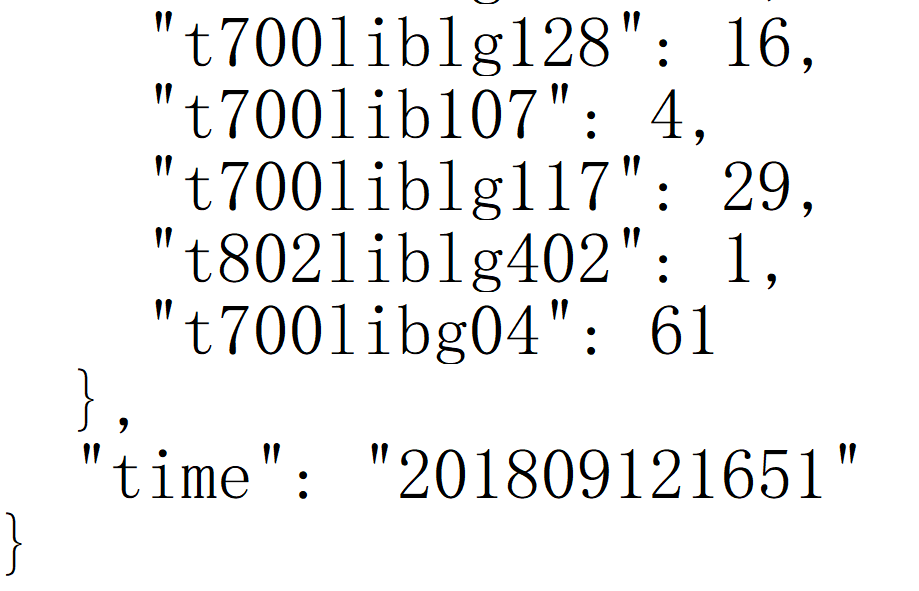 "t700liblg128": 16,
"t700lib107": 4,
"t700liblg117": 29,
"t802liblg402": 1,
"t700libg04": 61
},
"time": "201809121651"
}